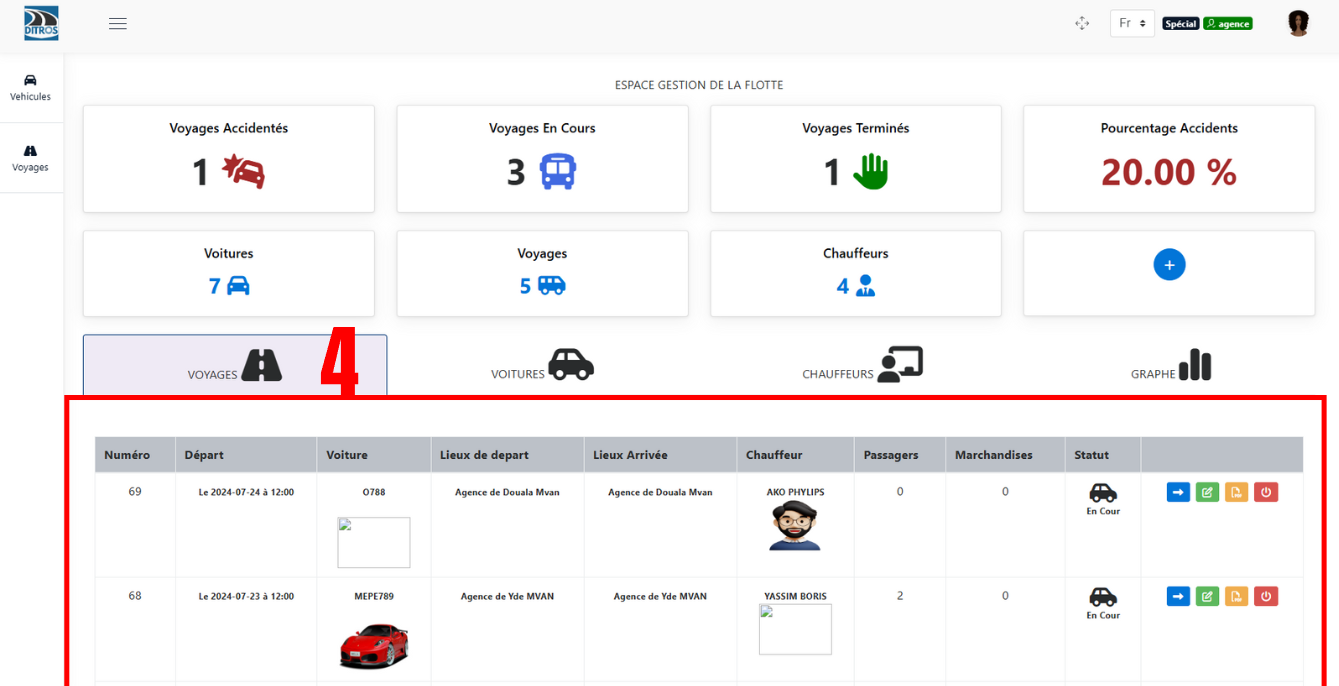 DITROS
Fr
Spécial
agence
Vehicules
Voyages
ESPACE GESTION DE LA FLOTTE
Voyages Accidentés
1
Voyages En Cours
3
Voyages Terminés
1
Pourcentage Accidents
20.00 %
Voitures
7
Voyages
5
Chauffeurs
4
+
VOYAGES
4
VOITURES
CHAUFFEURS
GRAPHE
Numéro Départ Voiture Lieux de depart Lieux Arrivée Chauffeur Passagers Marchandises Statut
69 Le 2024-07-24 à 12:00 O788 Agence de Douala Mvan Agence de Douala Mvan AKO PHYLIPS 0 0
En Cour
68 Le 2024-07-23 à 12:00 MEPE789 Agence de Yde MVAN Agence de Yde MVAN YASSIM BORIS 2 0
En Cour